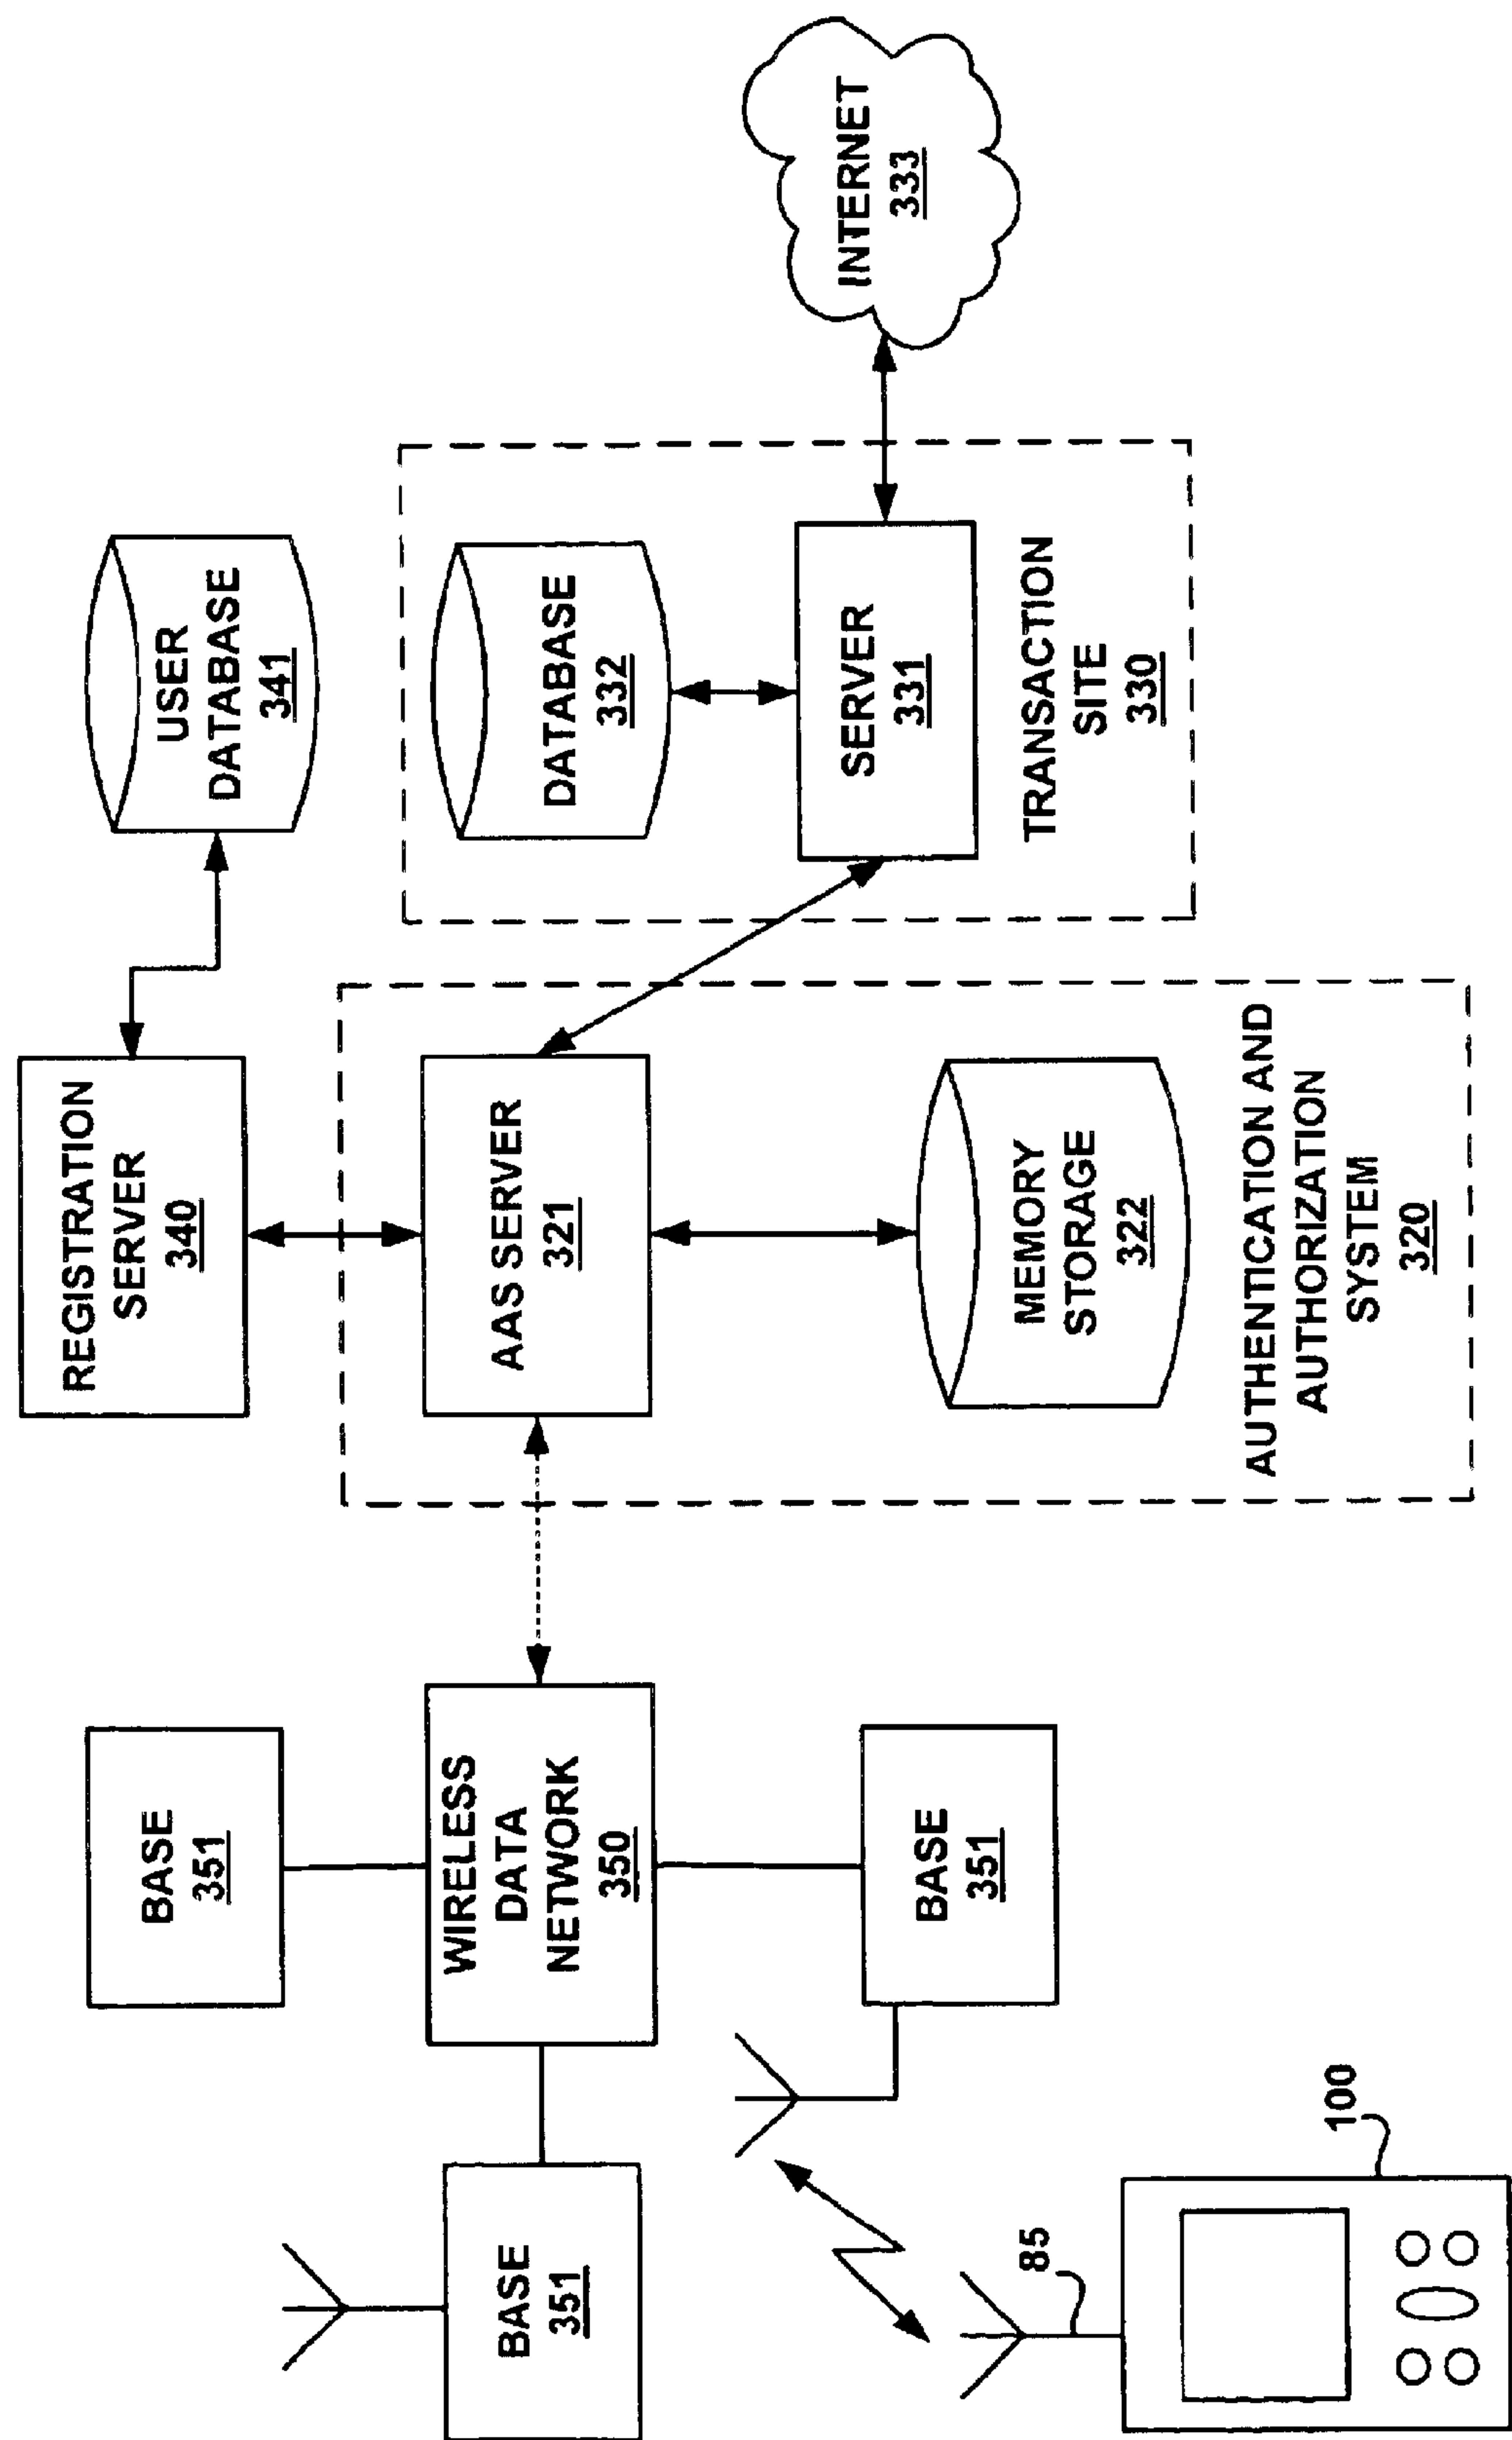 REGISTRATION
SERVER
340
USER
DATABASE
341
BASE
351
BASE
351
WIRELESS
DATA
NETWORK
350
BASE
351
AAS SERVER
321
MEMORY
STORAGE
322
AUTHENTICATION AND
AUTHORIZATION
SYSTEM
320
DATABASE
332
SERVER
331
TRANSACTION
SITE
330
INTERNET
333
85
100